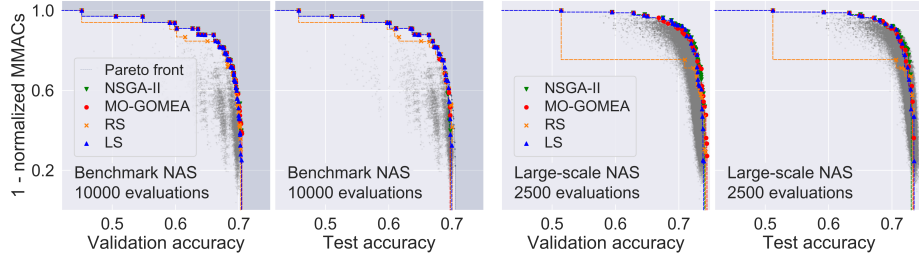 1 - normalized MMACs
1.0
0.6
0.2
Pareto front
NSGA-II
MO-GOMEA
RS
LS
Benchmark NAS
10000 evaluations
0.5 0.6 0.7
Validation accuracy
Benchmark NAS
10000 evaluations
0.5 0.6 0.7
Test accuracy
NSGA-II
MO-GOMEA
RS
LS
Large-scale NAS
2500 evaluations
0.5 0.6 0.7
Validation accuracy
Large-scale NAS
2500 evaluations
0.5 0.6 0.7
Test accuracy